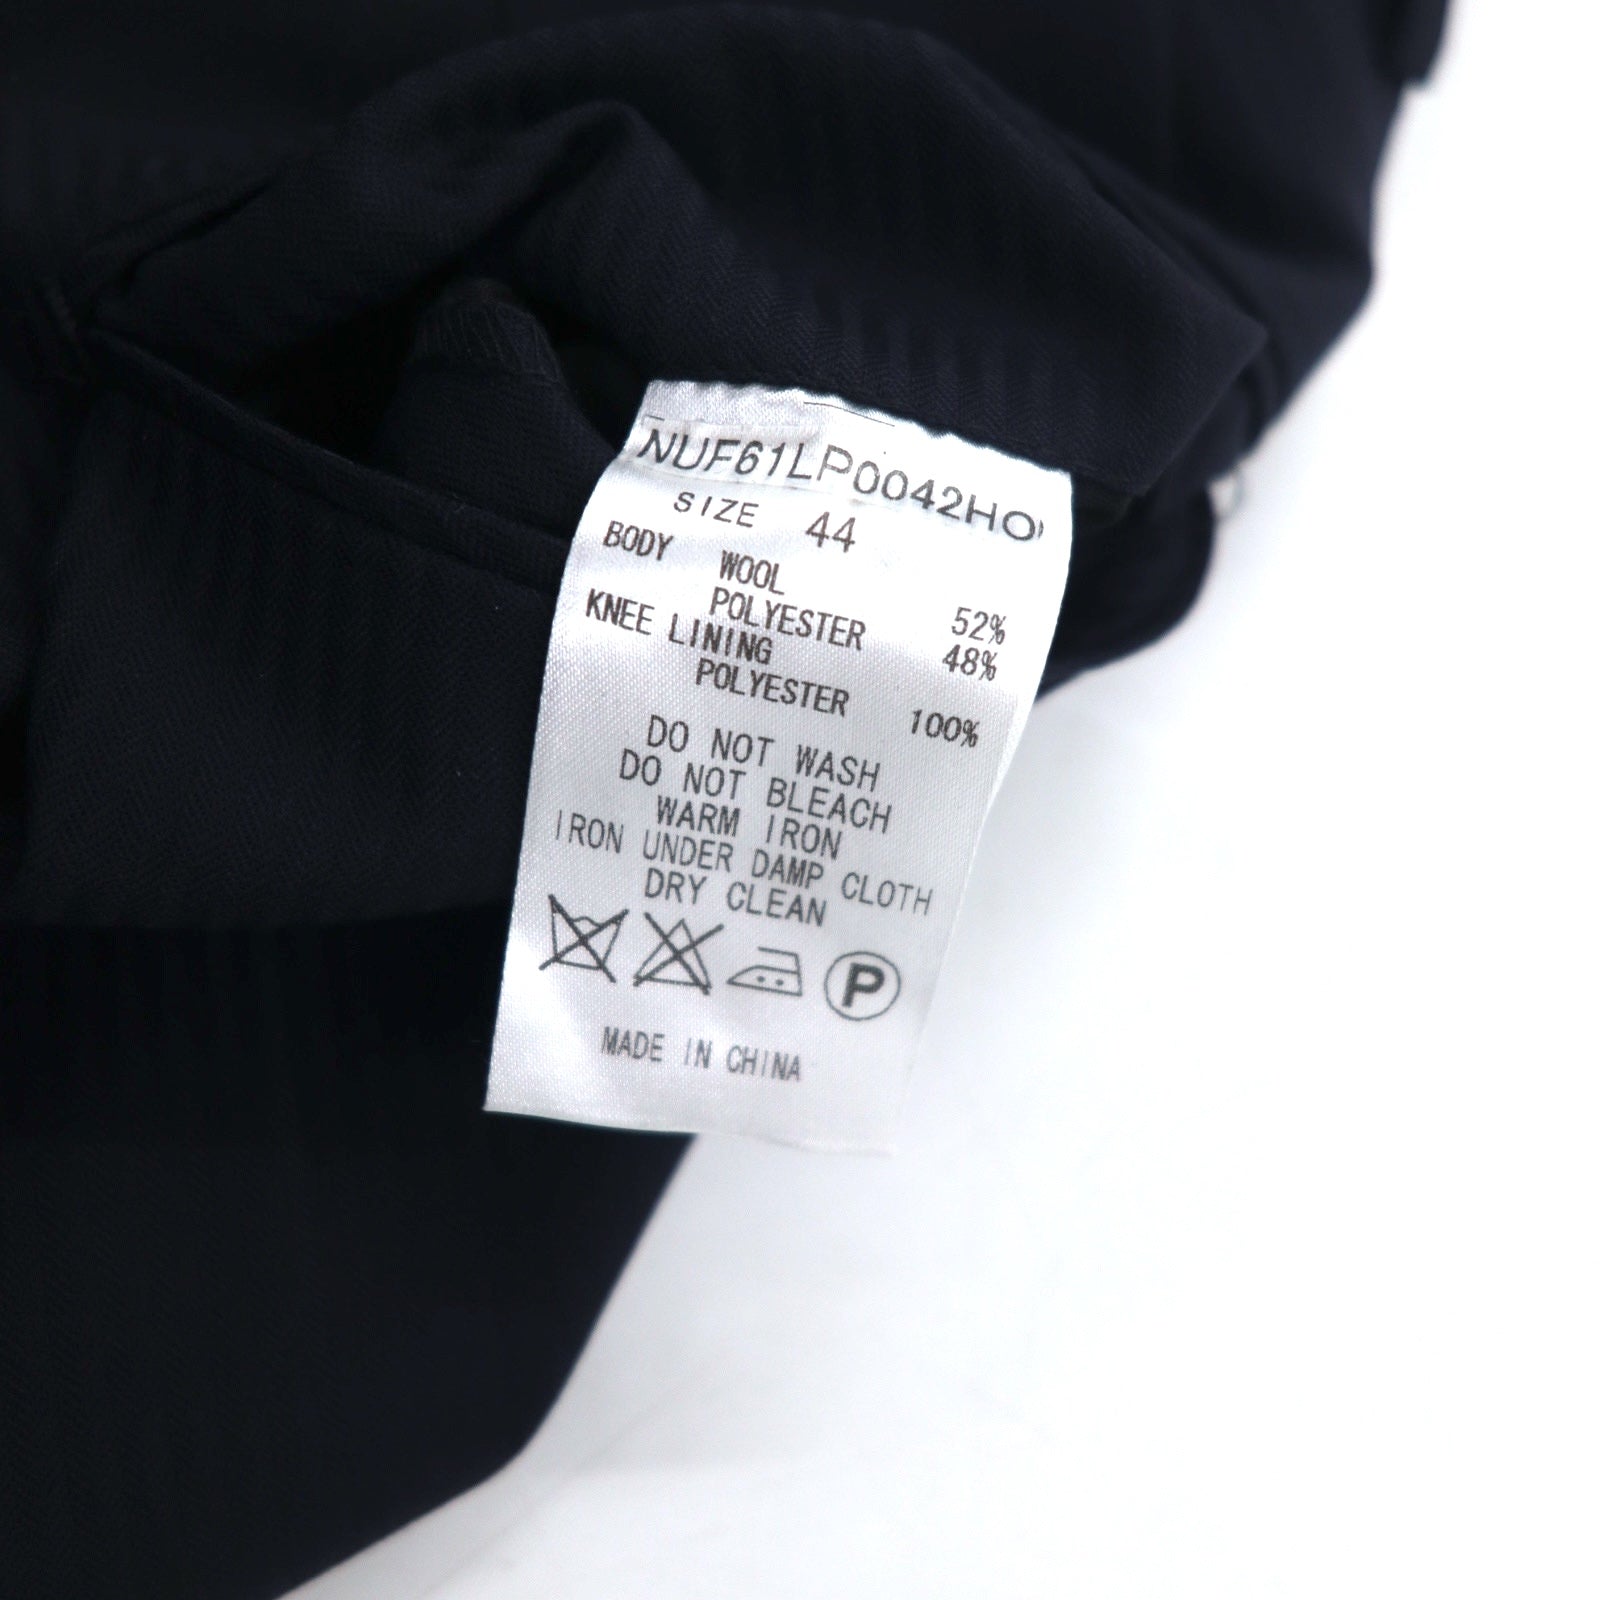 NUF61LP0042HO
SIZE 44
BODY
WOOL 52%
POLYESTER 48%
KNEE LINING
POLYESTER 100%
DO NOT WASH
DO NOT BLEACH
WARM IRON
IRON UNDER DAMP CLOTH
DRY CLEAN
P
MADE IN CHINA